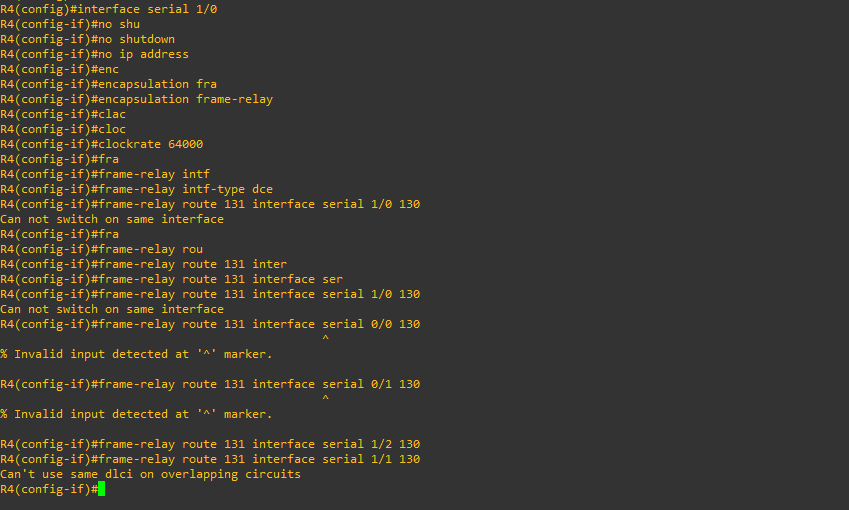 R4(config)#interface serial 1/0
R4(config-if)#no shu
R4(config-if)#no shutdown
R4(config-if)#no ip address
R4(config-if)#enc
R4(config-if)#encapsulation fra
R4(config-if)#encapsulation frame-relay
R4(config-if)#clac
R4(config-if)#cloc
R4(config-if)#clockrate 64000
R4(config-if)#fra
R4(config-if)#frame-relay intf
R4(config-if)#frame-relay intf-type dce
R4(config-if)#frame-relay route 131 interface serial 1/0 130
Can not switch on same interface
R4(config-if)#fra
R4(config-if)#frame-relay rou
R4(config-if)#frame-relay route 131 inter
R4(config-if)#frame-relay route 131 interface ser
R4(config-if)#frame-relay route 131 interface serial 1/0 130
Can not switch on same interface
R4(config-if)#frame-relay route 131 interface serial 0/0 130
^
% Invalid input detected at '^' marker.
R4(config-if)#frame-relay route 131 interface serial 0/1 130
^
% Invalid input detected at '^' marker.
R4(config-if)#frame-relay route 131 interface serial 1/2 130
R4(config-if)#frame-relay route 131 interface serial 1/1 130
Can't use same dlci on overlapping circuits
R4(config-if)#